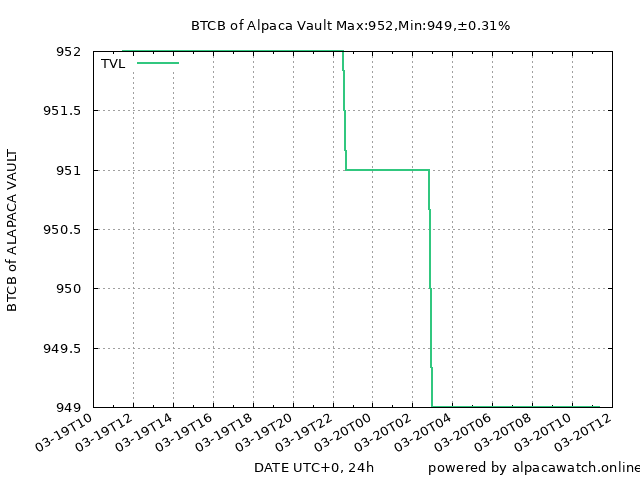 BTCB of Alpaca Vault Max:952,Min:949,±0.31%
TVL
952
951.5
951
950.5
950
949.5
949
BTCB of ALAPACA VAULT
03-19T10
03-19T12
03-19T14
03-19T16
03-19T18
03-19T20
03-19T22
03-20T00
03-20T02
03-20T04
03-20T06
03-20T08
03-20T10
03-20T12
DATE UTC+0, 24h
powered by alpacawatch.online